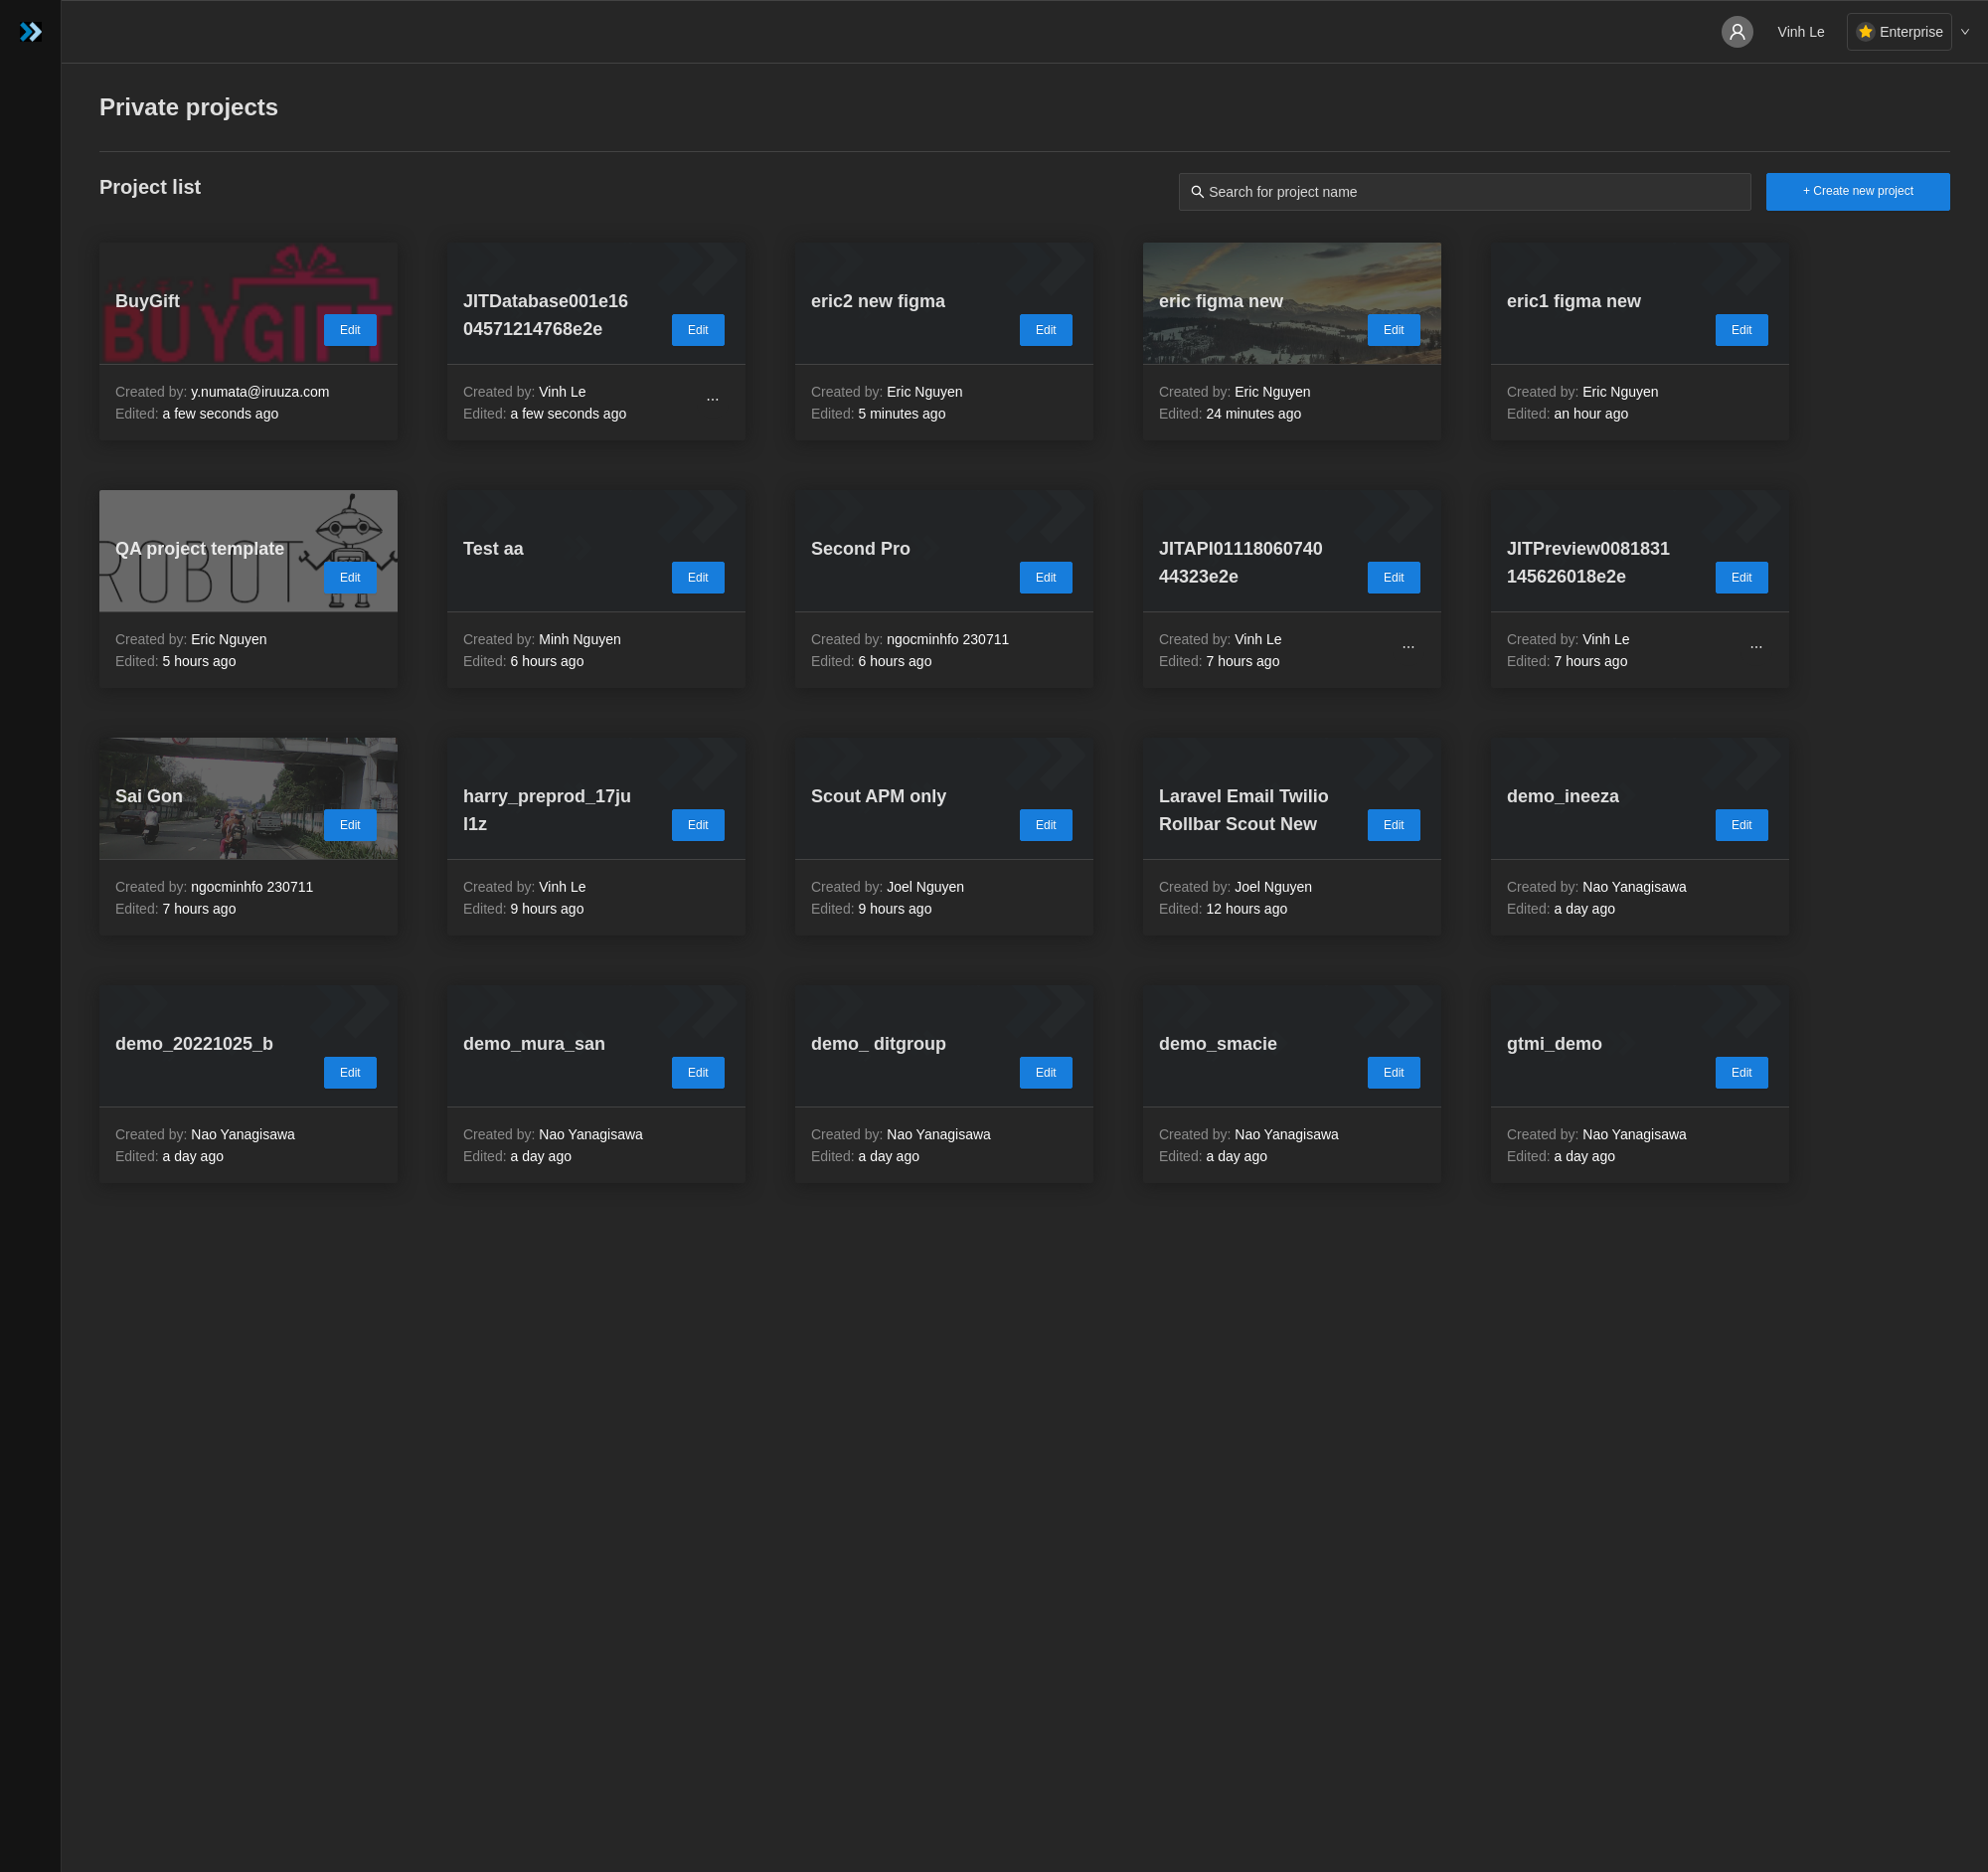 Vinh Le
Enterprise
Private projects
Project list
Search for project name
+ Create new project
BuyGift
BUYGIFT
Edit
Created by: y.numata@iruuza.com
Edited: a few seconds ago
JITDatabase001e16
04571214768e2e
Edit
Created by: Vinh Le
Edited: a few seconds ago
...
eric2 new figma
Edit
Created by: Eric Nguyen
Edited: 5 minutes ago
eric figma new
Edit
Created by: Eric Nguyen
Edited: 24 minutes ago
eric1 figma new
Edit
Created by: Eric Nguyen
Edited: an hour ago
QA project template
ROBOT
Edit
Created by: Eric Nguyen
Edited: 5 hours ago
Test aa
Edit
Created by: Minh Nguyen
Edited: 6 hours ago
Second Pro
Edit
Created by: ngocminhfo 230711
Edited: 6 hours ago
JITAPI01118060740
44323e2e
Edit
Created by: Vinh Le
Edited: 7 hours ago
...
JITPreview0081831
145626018e2e
Edit
Created by: Vinh Le
Edited: 7 hours ago
...
Sai Gon
Edit
Created by: ngocminhfo 230711
Edited: 7 hours ago
harry_preprod_17ju
l1z
Edit
Created by: Vinh Le
Edited: 9 hours ago
Scout APM only
Edit
Created by: Joel Nguyen
Edited: 9 hours ago
Laravel Email Twilio
Rollbar Scout New
Edit
Created by: Joel Nguyen
Edited: 12 hours ago
demo_ineeza
Edit
Created by: Nao Yanagisawa
Edited: a day ago
demo_20221025_b
Edit
Created by: Nao Yanagisawa
Edited: a day ago
demo_mura_san
Edit
Created by: Nao Yanagisawa
Edited: a day ago
demo_ ditgroup
Edit
Created by: Nao Yanagisawa
Edited: a day ago
demo_smacie
Edit
Created by: Nao Yanagisawa
Edited: a day ago
gtmi_demo
Edit
Created by: Nao Yanagisawa
Edited: a day ago